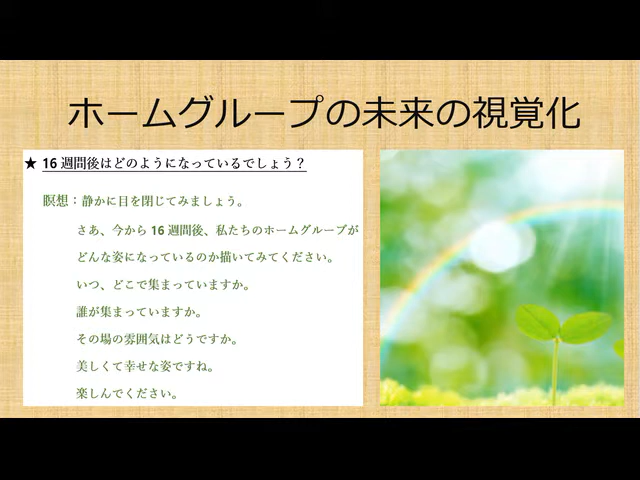 ホームグループの未来の視覚化
★ 16 週間後はどのようになっているでしょう？
瞑想：静かに目を閉じてみましょう。
さあ、今から 16 週間後、私たちのホームグループが
どんな姿になっているのか描いてみてください。
いつ、どこで集まっていますか。
誰が集まっていますか。
その場の雰囲気はどうですか。
美しくて幸せな姿ですね。
楽しんでください。